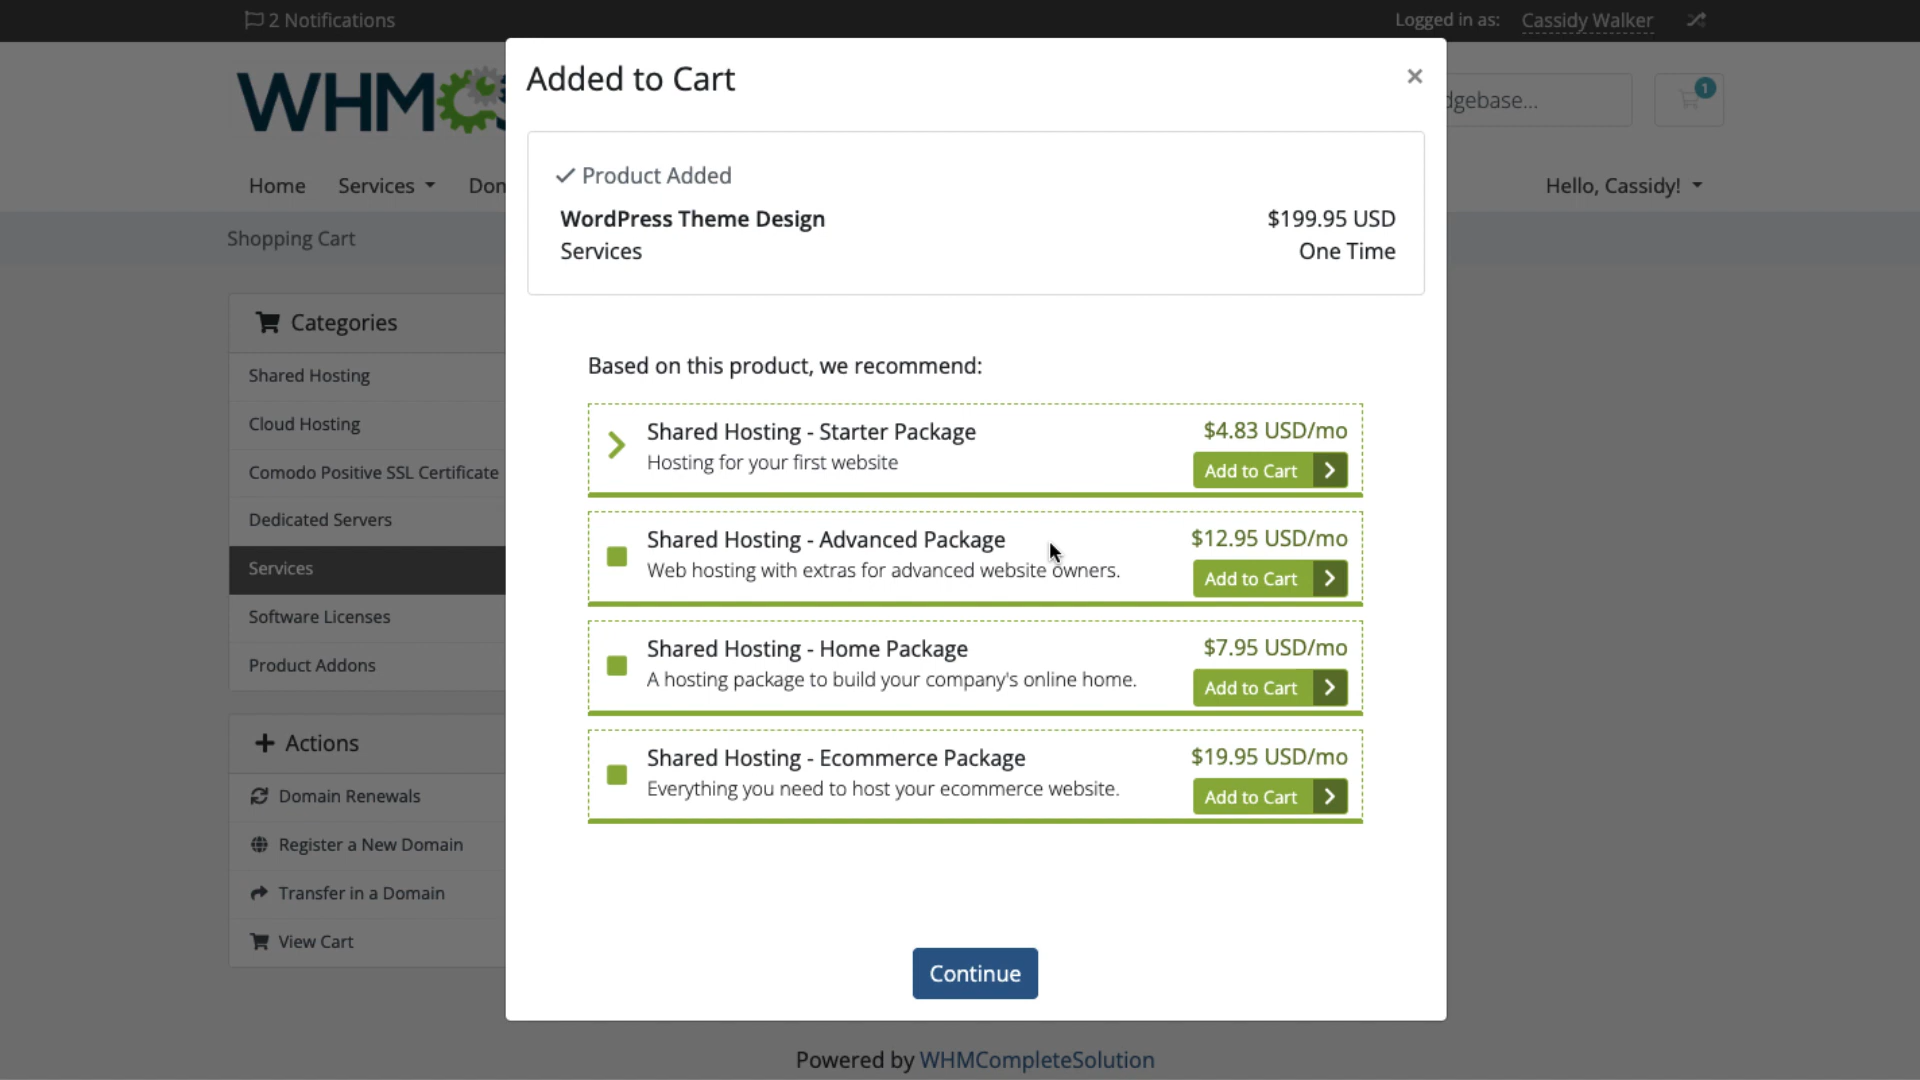 2 Notifications
Logged in as: Cassidy Walker
WHMCS
dgebase...
1
Home
Services
Dom
Hello, Cassidy!
Shopping Cart
Categories
Shared Hosting
Cloud Hosting
Comodo Positive SSL Certificate
Dedicated Servers
Services
Software Licenses
Product Addons
Actions
Domain Renewals
Register a New Domain
Transfer in a Domain
View Cart
Added to Cart
×
Product Added
WordPress Theme Design
$199.95 USD
Services
One Time
Based on this product, we recommend:
Shared Hosting - Starter Package
$4.83 USD/mo
Hosting for your first website
Add to Cart
Shared Hosting - Advanced Package
$12.95 USD/mo
Web hosting with extras for advanced website owners.
Add to Cart
Shared Hosting - Home Package
$7.95 USD/mo
A hosting package to build your company's online home.
Add to Cart
Shared Hosting - Ecommerce Package
$19.95 USD/mo
Everything you need to host your ecommerce website.
Add to Cart
Continue
Powered by WHMCompleteSolution